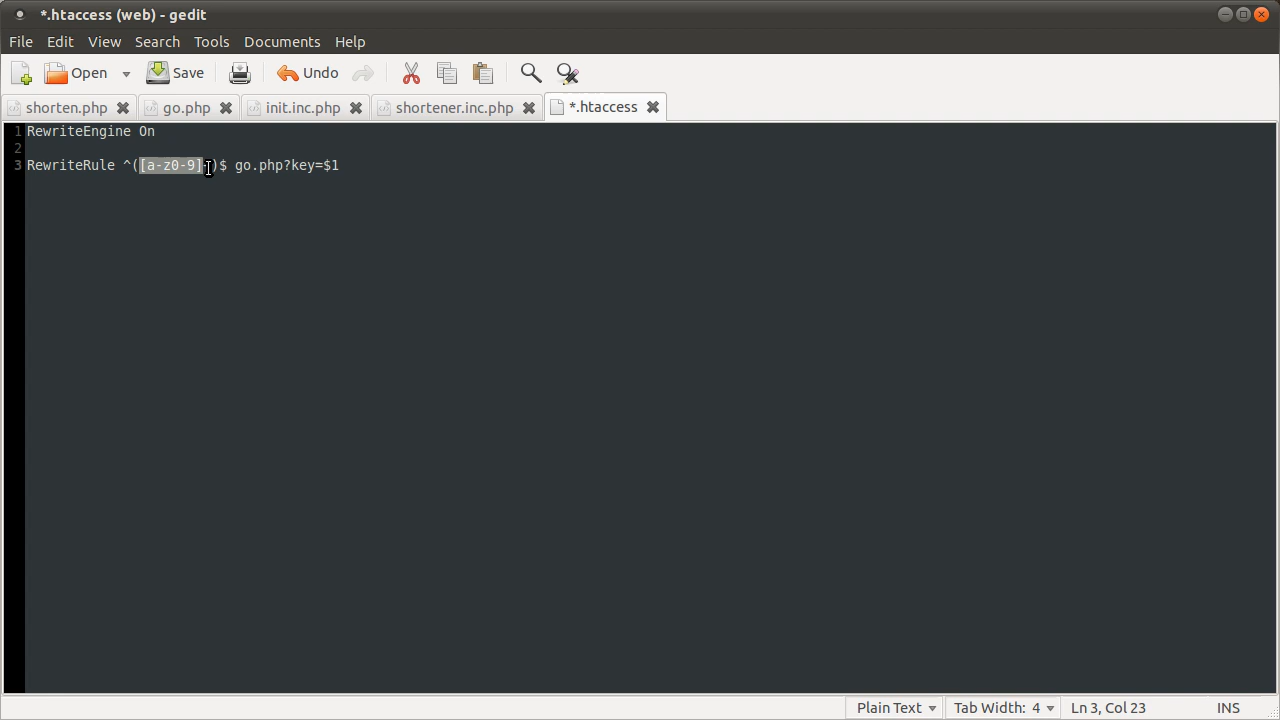 *.htaccess (web) - gedit
File Edit View Search Tools Documents Help
Open Save Undo
shorten.php go.php init.inc.php shortener.inc.php *.htaccess
1 RewriteEngine On
2
3 RewriteRule ^([a-z0-9]+)$ go.php?key=$1
Plain Text Tab Width: 4 Ln 3, Col 23 INS